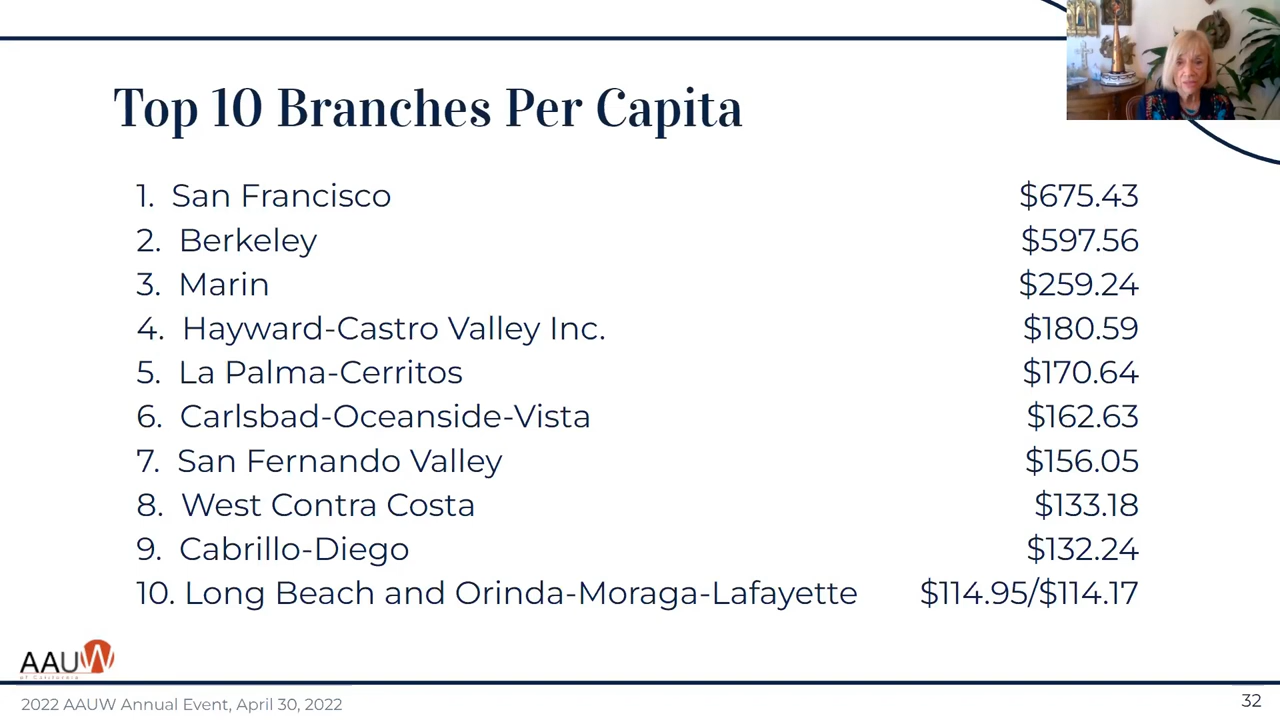 Top 10 Branches Per Capita
1. San Francisco $675.43
2. Berkeley $597.56
3. Marin $259.24
4. Hayward-Castro Valley Inc. $180.59
5. La Palma-Cerritos $170.64
6. Carlsbad-Oceanside-Vista $162.63
7. San Fernando Valley $156.05
8. West Contra Costa $133.18
9. Cabrillo-Diego $132.24
10. Long Beach and Orinda-Moraga-Lafayette $114.95/$114.17
AAUW
of California
2022 AAUW Annual Event, April 30, 2022
32